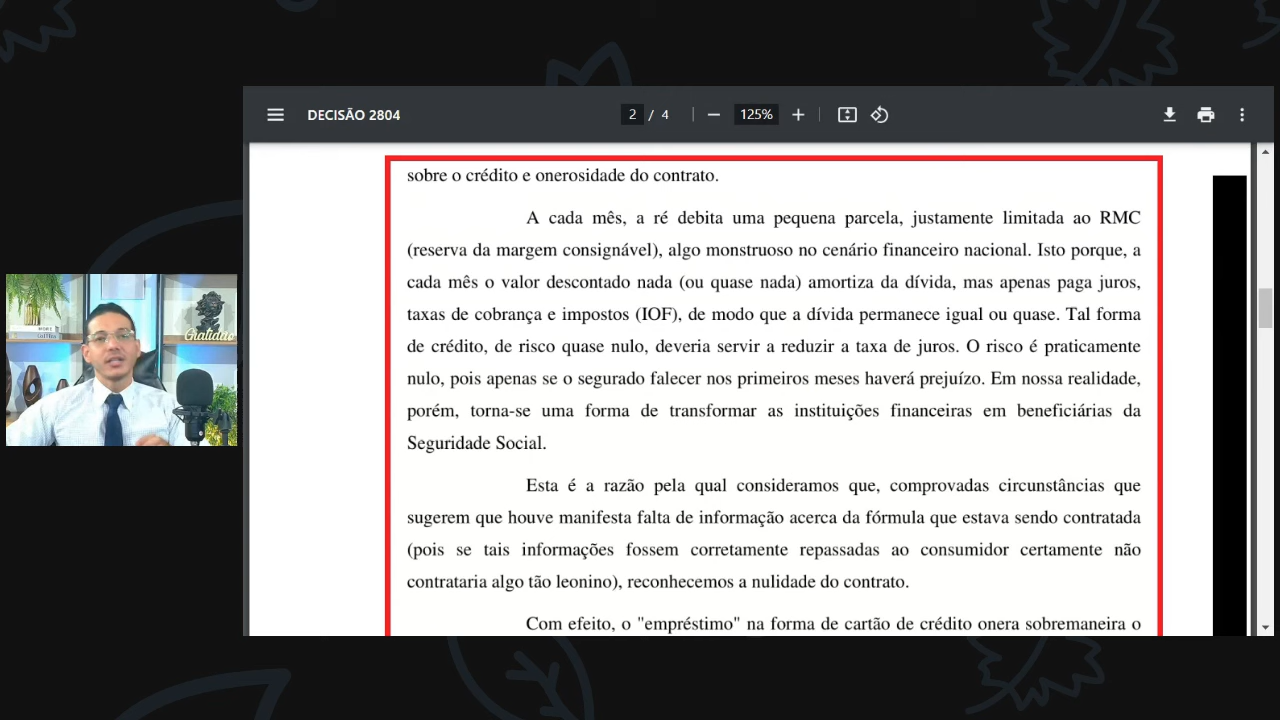 DECISÃO 2804
2 / 4
125%
sobre o crédito e onerosidade do contrato.
A cada mês, a ré debita uma pequena parcela, justamente limitada ao RMC
(reserva da margem consignável), algo monstruoso no cenário financeiro nacional. Isto porque, a
cada mês o valor descontado nada (ou quase nada) amortiza da dívida, mas apenas paga juros,
taxas de cobrança e impostos (IOF), de modo que a dívida permanece igual ou quase. Tal forma
de crédito, de risco quase nulo, deveria servir a reduzir a taxa de juros. O risco é praticamente
nulo, pois apenas se o segurado falecer nos primeiros meses haverá prejuízo. Em nossa realidade,
porém, torna-se uma forma de transformar as instituições financeiras em beneficiárias da
Seguridade Social.
Esta é a razão pela qual consideramos que, comprovadas circunstâncias que
sugerem que houve manifesta falta de informação acerca da fórmula que estava sendo contratada
(pois se tais informações fossem corretamente repassadas ao consumidor certamente não
contrataria algo tão leonino), reconhecemos a nulidade do contrato.
Com efeito, o "empréstimo" na forma de cartão de crédito onera sobremaneira o
Gratidão